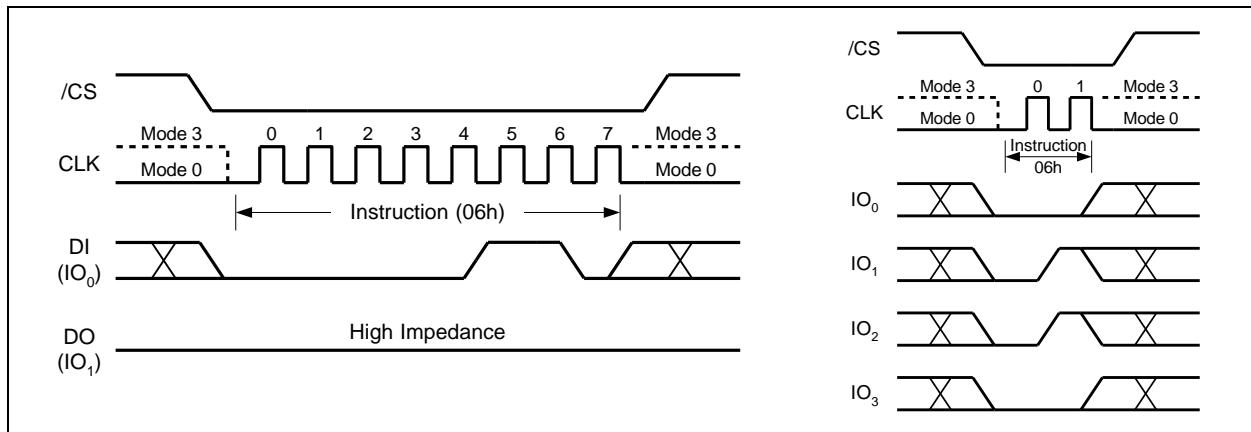 /CS
Mode 3 0 1 2 3 4 5 6 7 Mode 3
CLK
Mode 0 Mode 0
Instruction (06h)
DI
(IO0)
High Impedance
DO
(IO1)
/CS
Mode 3 0 1 Mode 3
CLK
Mode 0 Mode 0
Instruction
06h
IO0
IO1
IO2
IO3